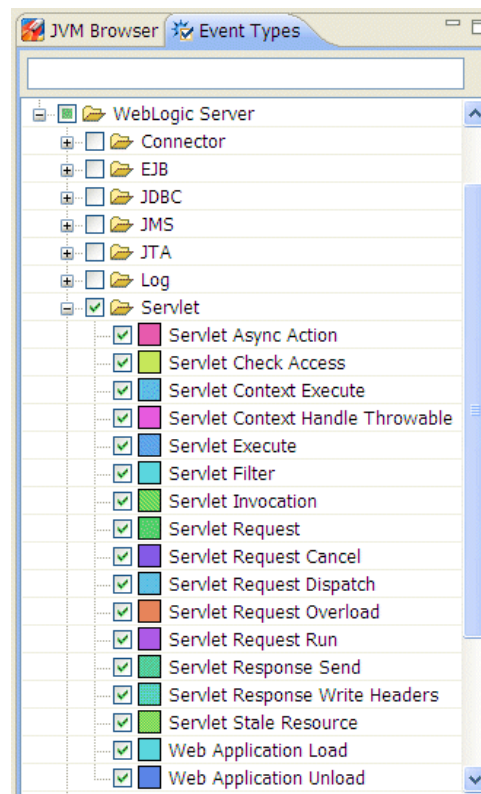 JVM Browser Event Types
WebLogic Server
Connector
EJB
JDBC
JMS
JTA
Log
Servlet
Servlet Async Action
Servlet Check Access
Servlet Context Execute
Servlet Context Handle Throwable
Servlet Execute
Servlet Filter
Servlet Invocation
Servlet Request
Servlet Request Cancel
Servlet Request Dispatch
Servlet Request Overload
Servlet Request Run
Servlet Response Send
Servlet Response Write Headers
Servlet Stale Resource
Web Application Load
Web Application Unload